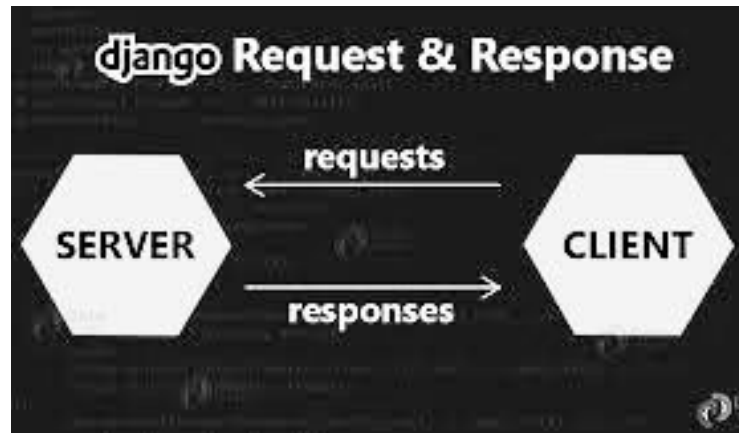 django Request & Response
requests
SERVER
CLIENT
responses